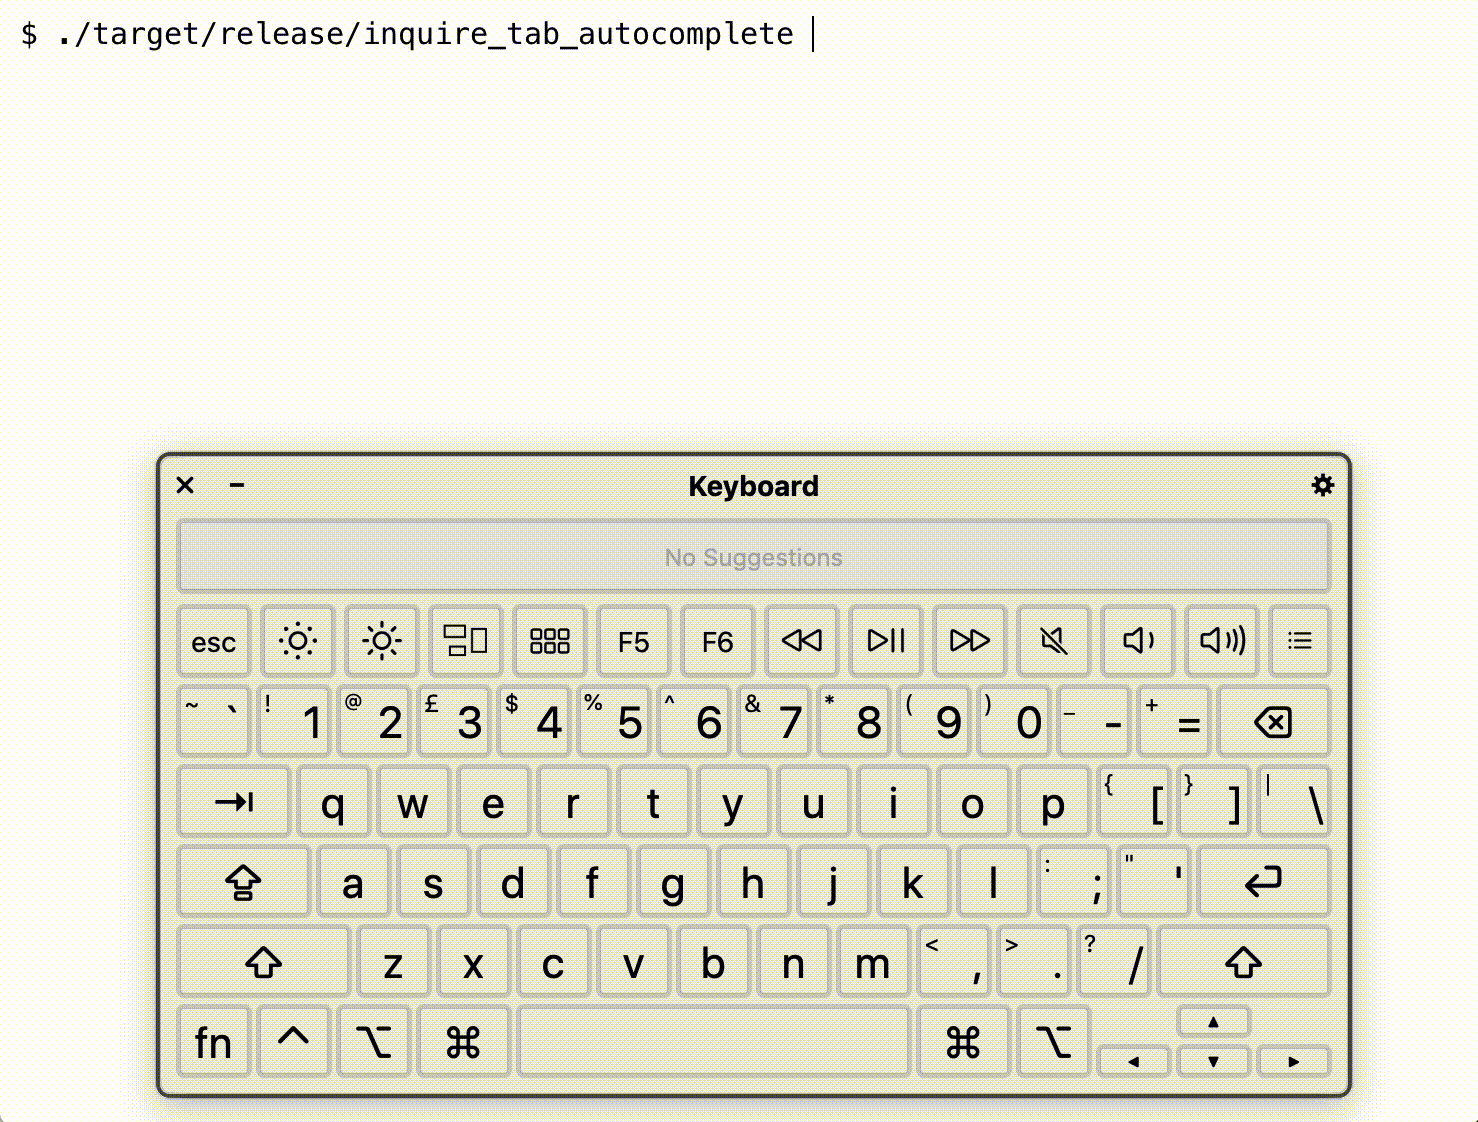 $ ./target/release/inquire_tab_autocomplete
Keyboard
No Suggestions
esc F5 F6
~ ` ! 1 @ 2 £ 3 $ 4 % 5 ^ 6 & 7 * 8 ( 9 ) 0 _ - + =
q w e r t y u i o p { [ } ] | \
a s d f g h j k l : ; " '
z x c v b n m < , > . ? /
fn ^ ⌥ ⌘ ⌘ ⌥